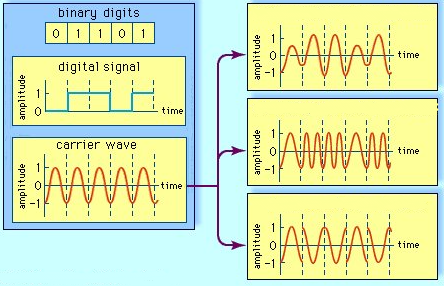 binary digits
0 1 1 0 1
digital signal
amplitude
1
0
time
carrier wave
amplitude
1
0
-1
time
amplitude
1
0
-1
time
amplitude
1
0
-1
time
amplitude
1
0
-1
time